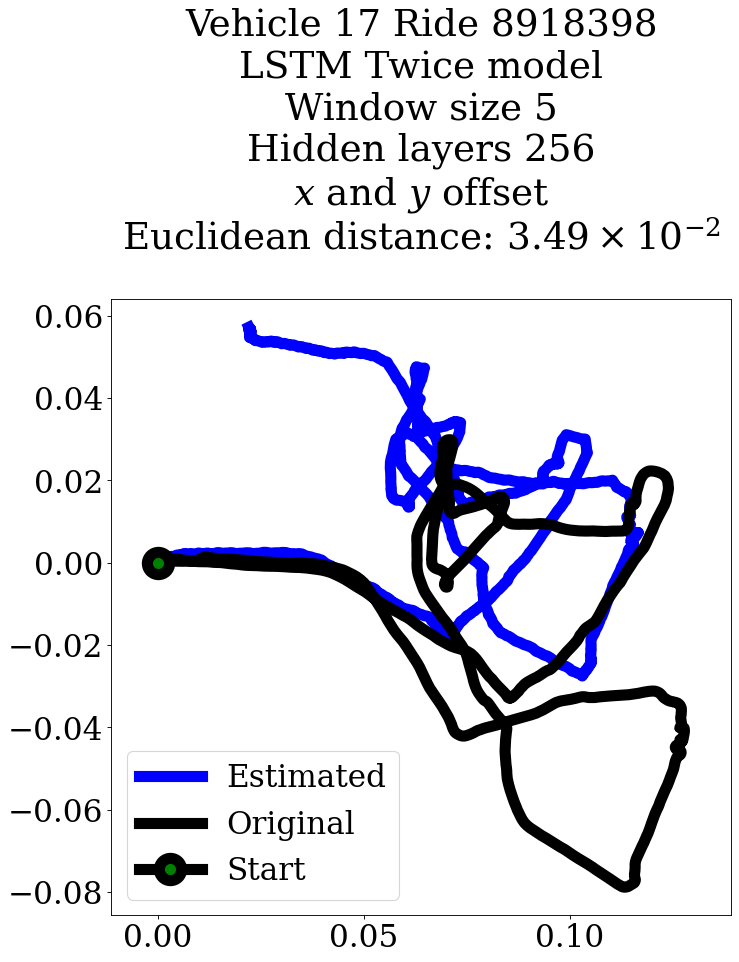 Vehicle 17 Ride 8918398
LSTM Twice model
Window size 5
Hidden layers 256
x and y offset
Euclidean distance: 3.49 × 10⁻²
0.06
0.04
0.02
0.00
−0.02
−0.04
−0.06
−0.08
Estimated
Original
Start
0.00 0.05 0.10